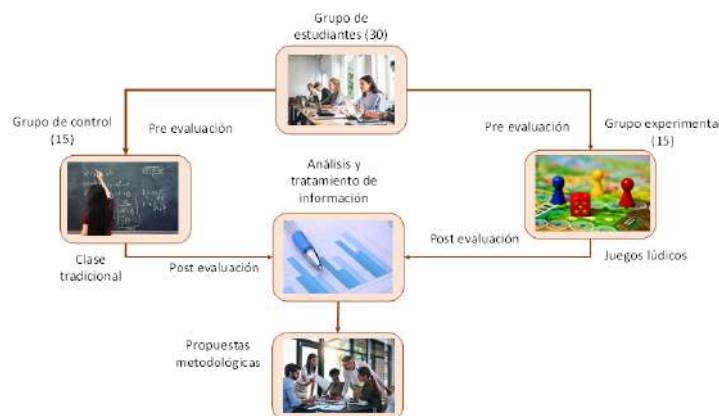 Grupo de
estudiantes (30)
Grupo de control
(15)
Pre evaluación
Pre evaluación
Grupo experimental
(15)
Análisis y
tratamiento de
información
Clase
tradicional
Post evaluación
Post evaluación
Juegos lúdicos
Propuestas
metodológicas